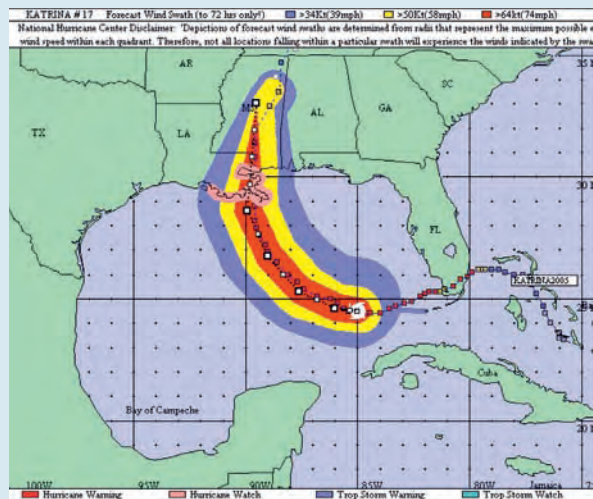 KATRINA # 17 Forecast Wind Swath (to 72 hrs only!) >34Kt(39mph) >50Kt(58mph) >64kt(74mph)
National Hurricane Center Disclaimer: 'Depictions of forecast wind swaths are determined from radii that represent the maximum possible e
wind speed within each quadrant. Therefore, not all locations falling within a particular swath will experience the winds indicated by the swa
35
AR
SC
MS
AL
GA
TX
LA
30
FL
KATRINA2005
25
Ba
Cuba
Bay of Campeche
20
Jamaica
100W 95W 90W 85W 80W
Hurricane Warning Hurricane Watch Trop Storm Warning Trop Storm Watch